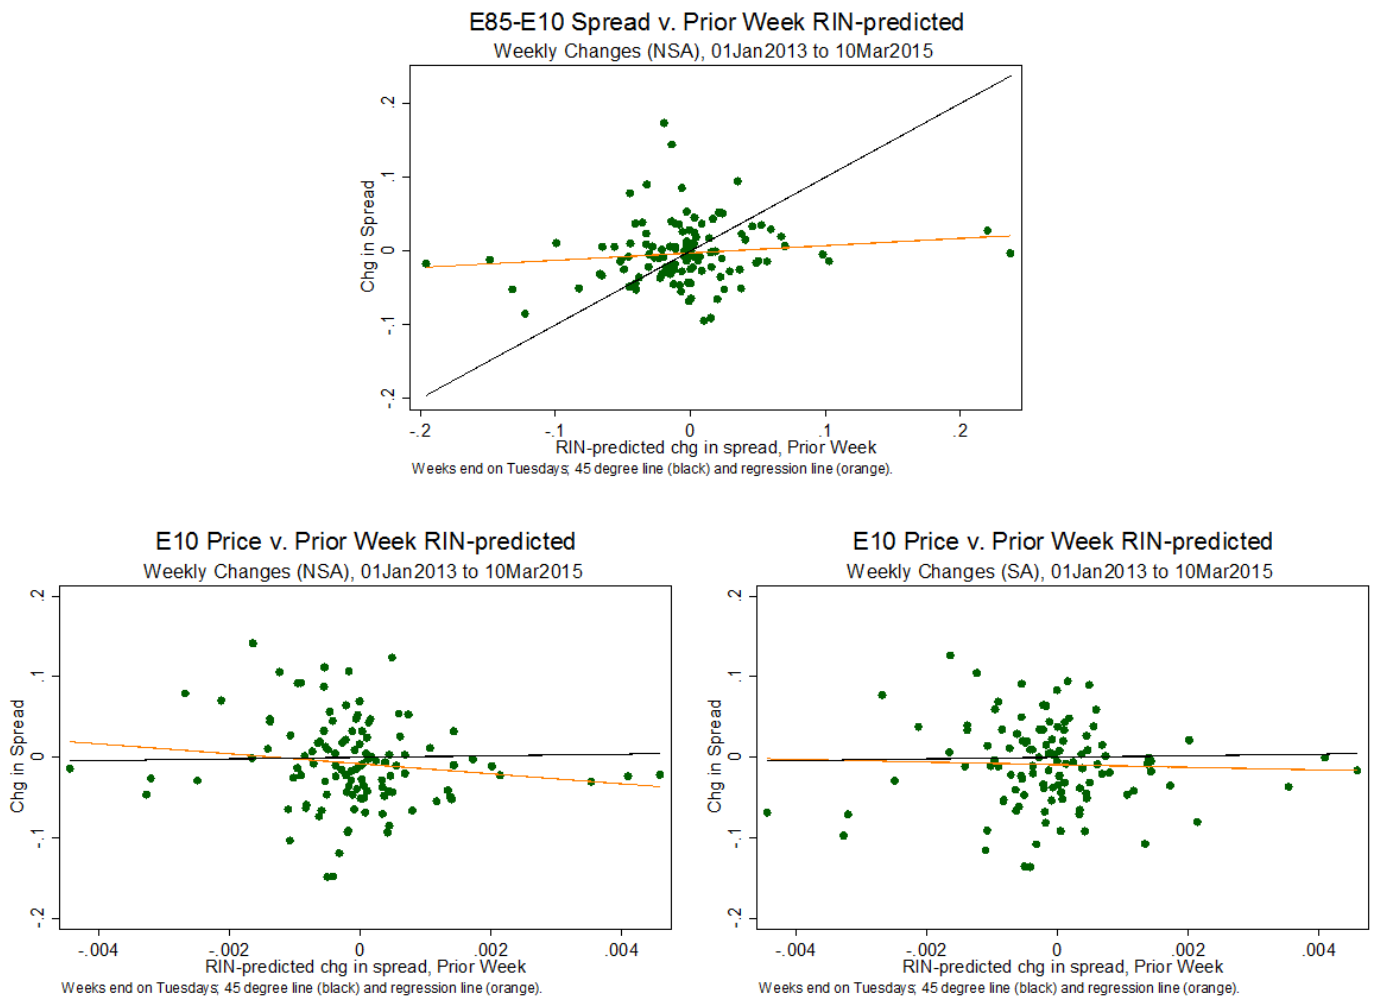 E85-E10 Spread v. Prior Week RIN-predicted
Weekly Changes (NSA), 01Jan2013 to 10Mar2015
Chg in Spread
.2
.1
0
-.1
-.2
-.2 -.1 0 .1 .2
RIN-predicted chg in spread, Prior Week
Weeks end on Tuesdays; 45 degree line (black) and regression line (orange).
E10 Price v. Prior Week RIN-predicted
Weekly Changes (NSA), 01Jan2013 to 10Mar2015
Chg in Spread
.2
.1
0
-.1
-.2
-.004 -.002 0 .002 .004
RIN-predicted chg in spread, Prior Week
Weeks end on Tuesdays; 45 degree line (black) and regression line (orange).
E10 Price v. Prior Week RIN-predicted
Weekly Changes (SA), 01Jan2013 to 10Mar2015
Chg in Spread
.2
.1
0
-.1
-.2
-.004 -.002 0 .002 .004
RIN-predicted chg in spread, Prior Week
Weeks end on Tuesdays; 45 degree line (black) and regression line (orange).